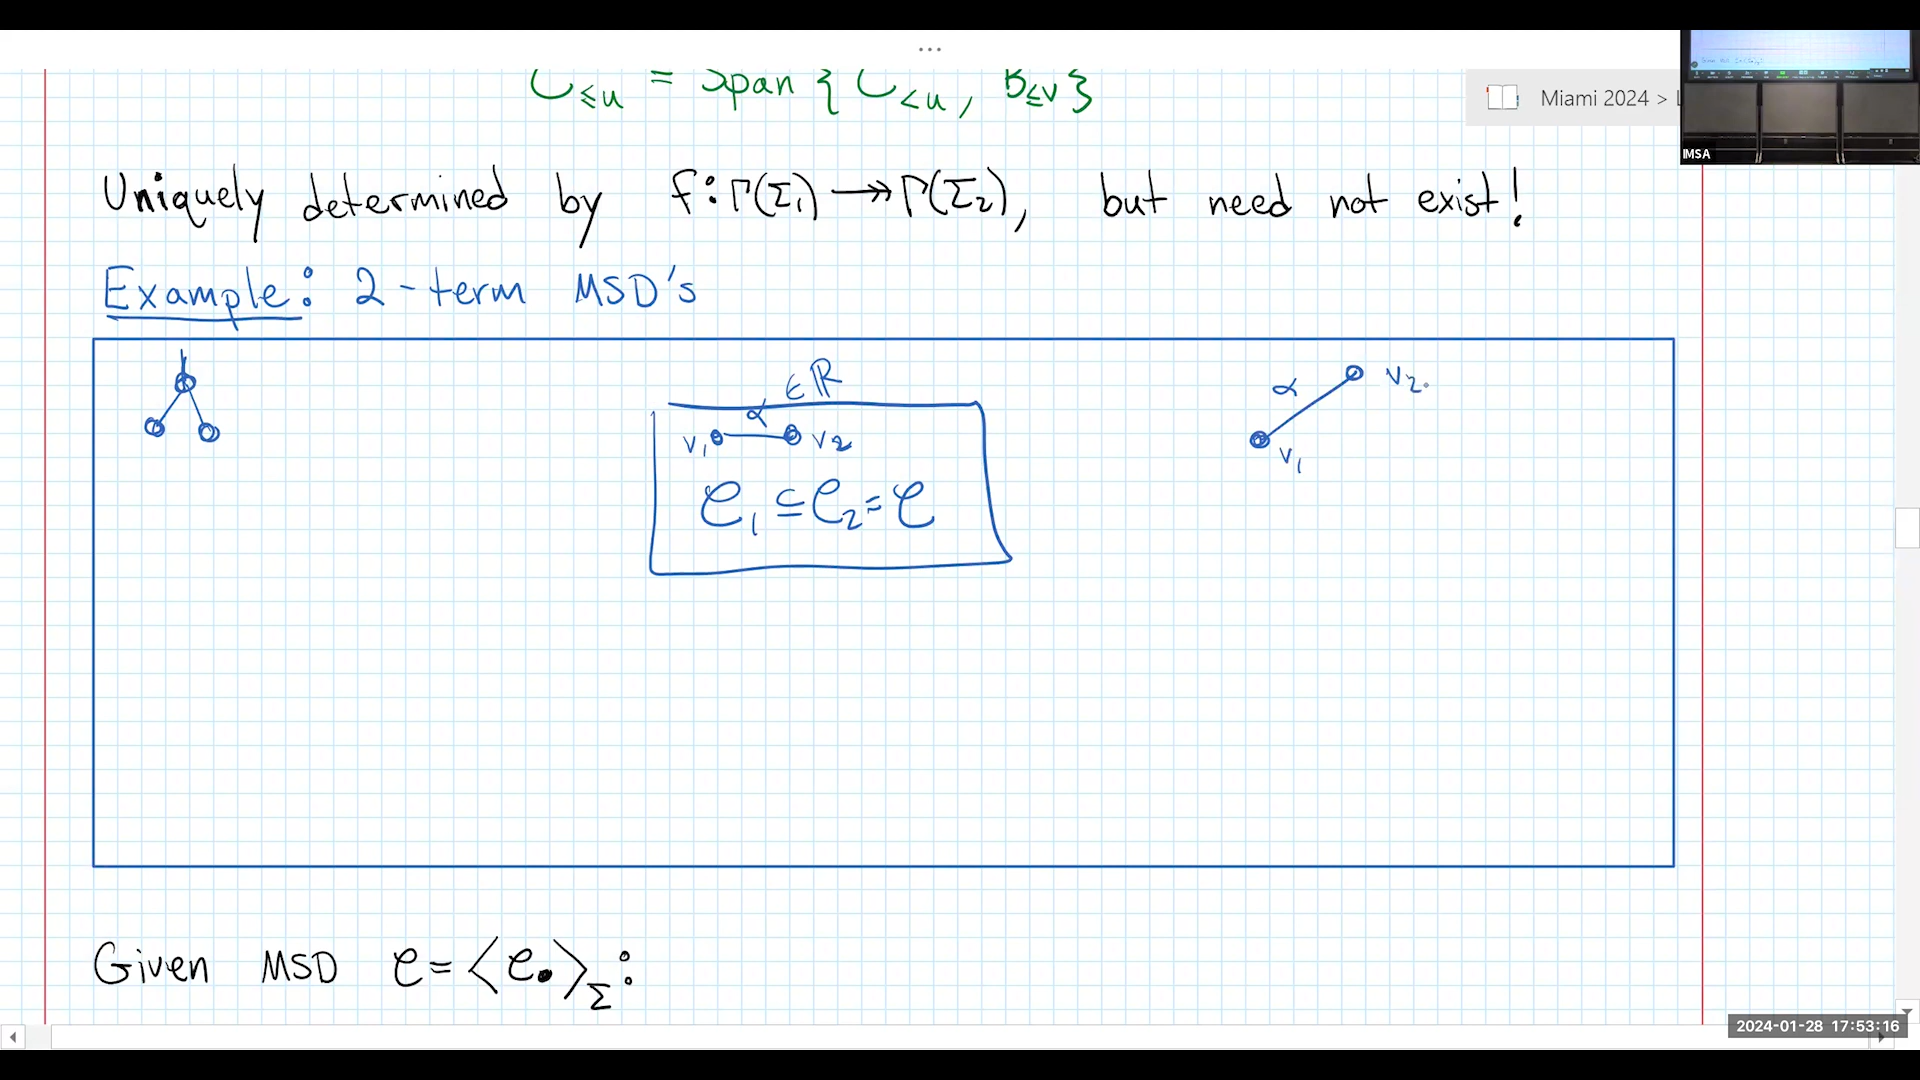 C≤u = Span { C<u, B≤v}
Miami 2024 >
IMSA
Uniquely determined by f: Γ(Σ₁) ↠ Γ(Σ₂), but need not exist!
Example: 2-term MSD's
∈ ℝ
α
v₁ v₂
C₁ ⊆ C₂ = C
α v₂.
v₁
Given MSD C = ⟨C•⟩Σ :
2024-01-28 17:53:16